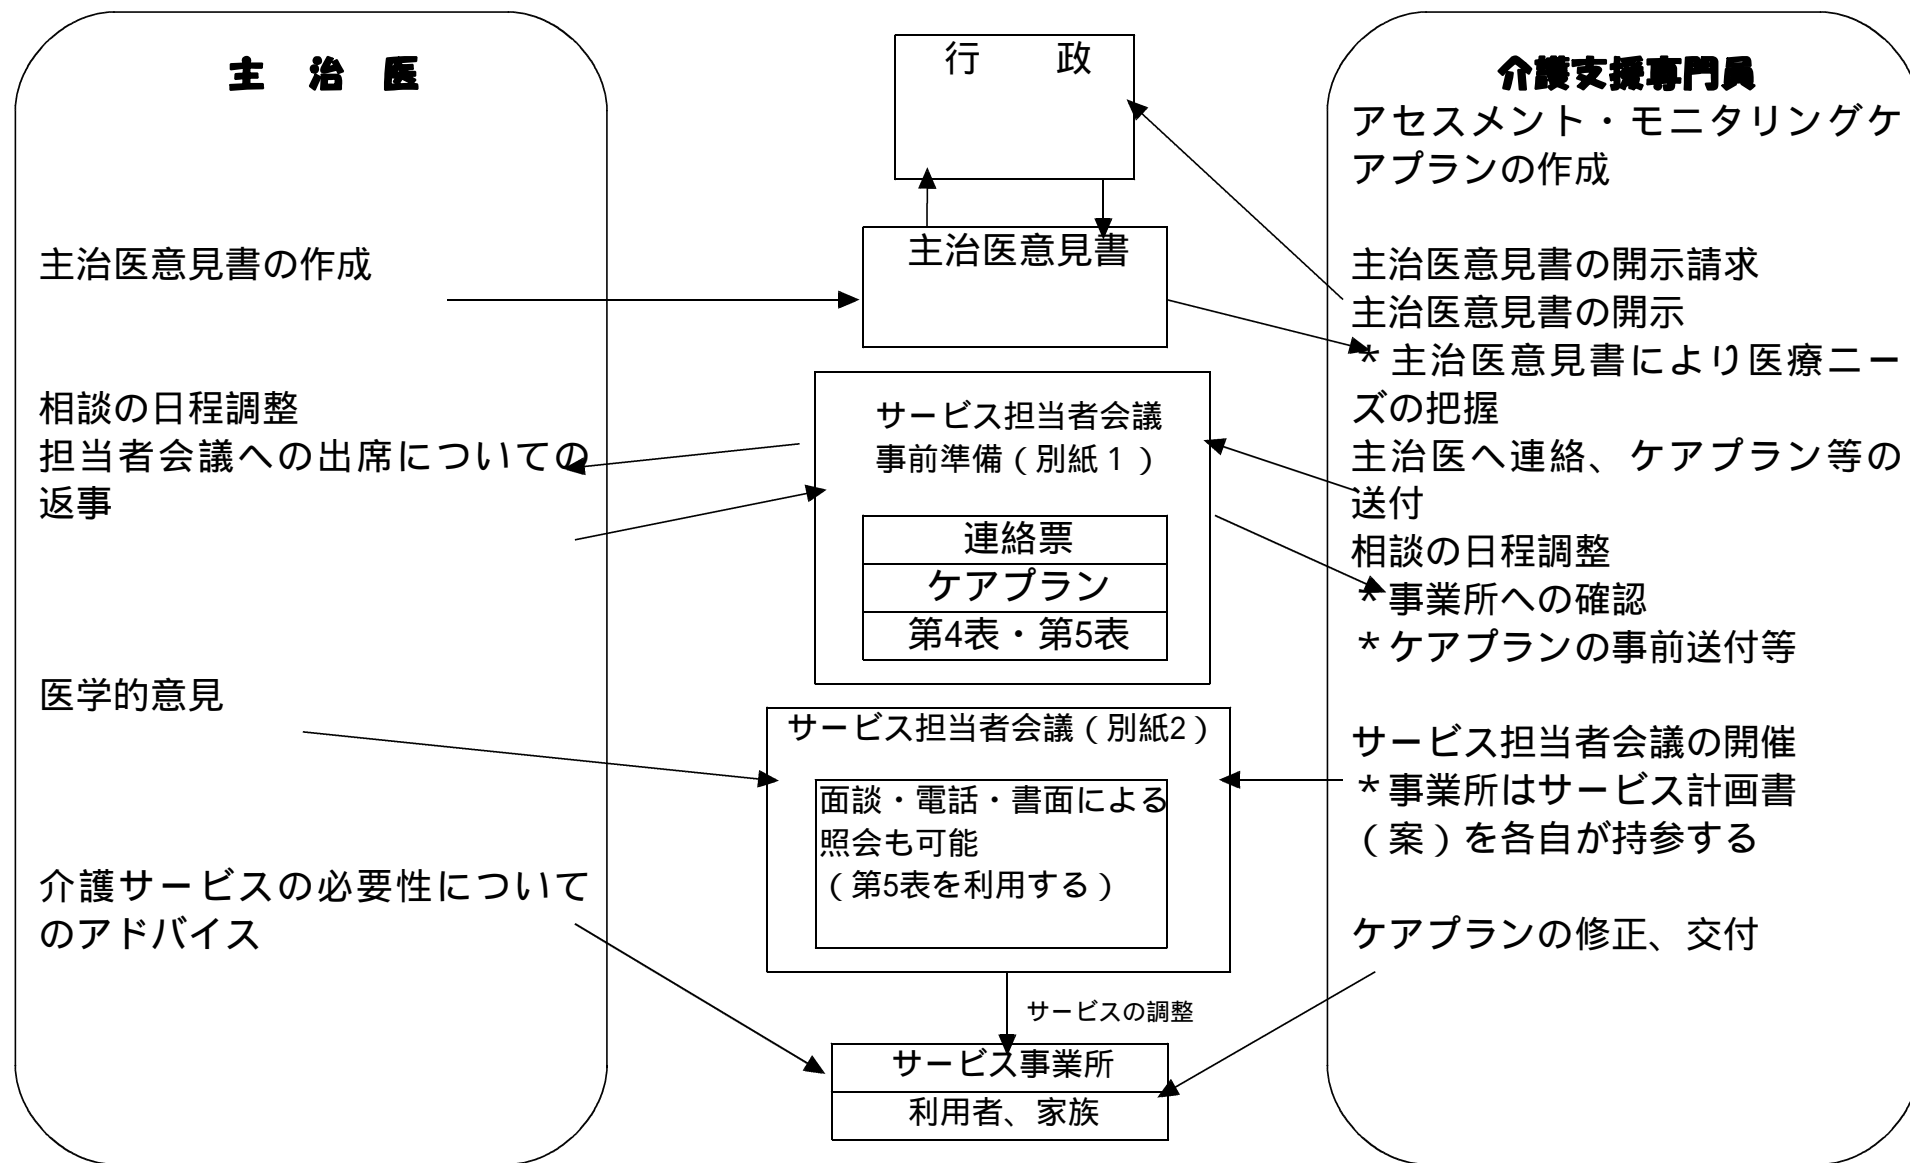 主 治 医
主治医意見書の作成
相談の日程調整
担当者会議への出席についての
返事
医学的意見
介護サービスの必要性について
のアドバイス
行 政
主治医意見書
サービス担当者会議
事前準備（別紙１）
連絡票
ケアプラン
第4表・第5表
サービス担当者会議（別紙2）
面談・電話・書面による
照会も可能
（第5表を利用する）
サービスの調整
サービス事業所
利用者、家族
介護支援専門員
アセスメント・モニタリングケ
アプランの作成
主治医意見書の開示請求
主治医意見書の開示
＊主治医意見書により医療ニー
ズの把握
主治医へ連絡、ケアプラン等の
送付
相談の日程調整
＊事業所への確認
＊ケアプランの事前送付等
サービス担当者会議の開催
＊事業所はサービス計画書
（案）を各自が持参する
ケアプランの修正、交付